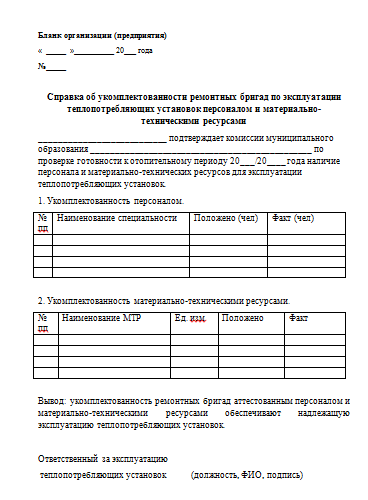 Бланк организации (предприятия)
« _____ »__________ 20___ года
№_____
Справка об укомплектованности ремонтных бригад по эксплуатации
теплопотребляющих установок персоналом и материально-
техническими ресурсами
_____________________________ подтверждает комиссии муниципального
образования __________________________________________________ по
проверке готовности к отопительному периоду 20___/20____ года наличие
персонала и материально-технических ресурсов для эксплуатации
теплопотребляющих установок.
1. Укомплектованность персоналом.
№ пп Наименование специальности Положено (чел) Факт (чел)
2. Укомплектованность материально-техническими ресурсами.
№ пп Наименование МТР Ед. изм. Положено Факт
Вывод: укомплектованность ремонтных бригад аттестованным персоналом и
материально-техническими ресурсами обеспечивают надлежащую
эксплуатацию теплопотребляющих установок.
Ответственный за эксплуатацию
теплопотребляющих установок (должность, ФИО, подпись)